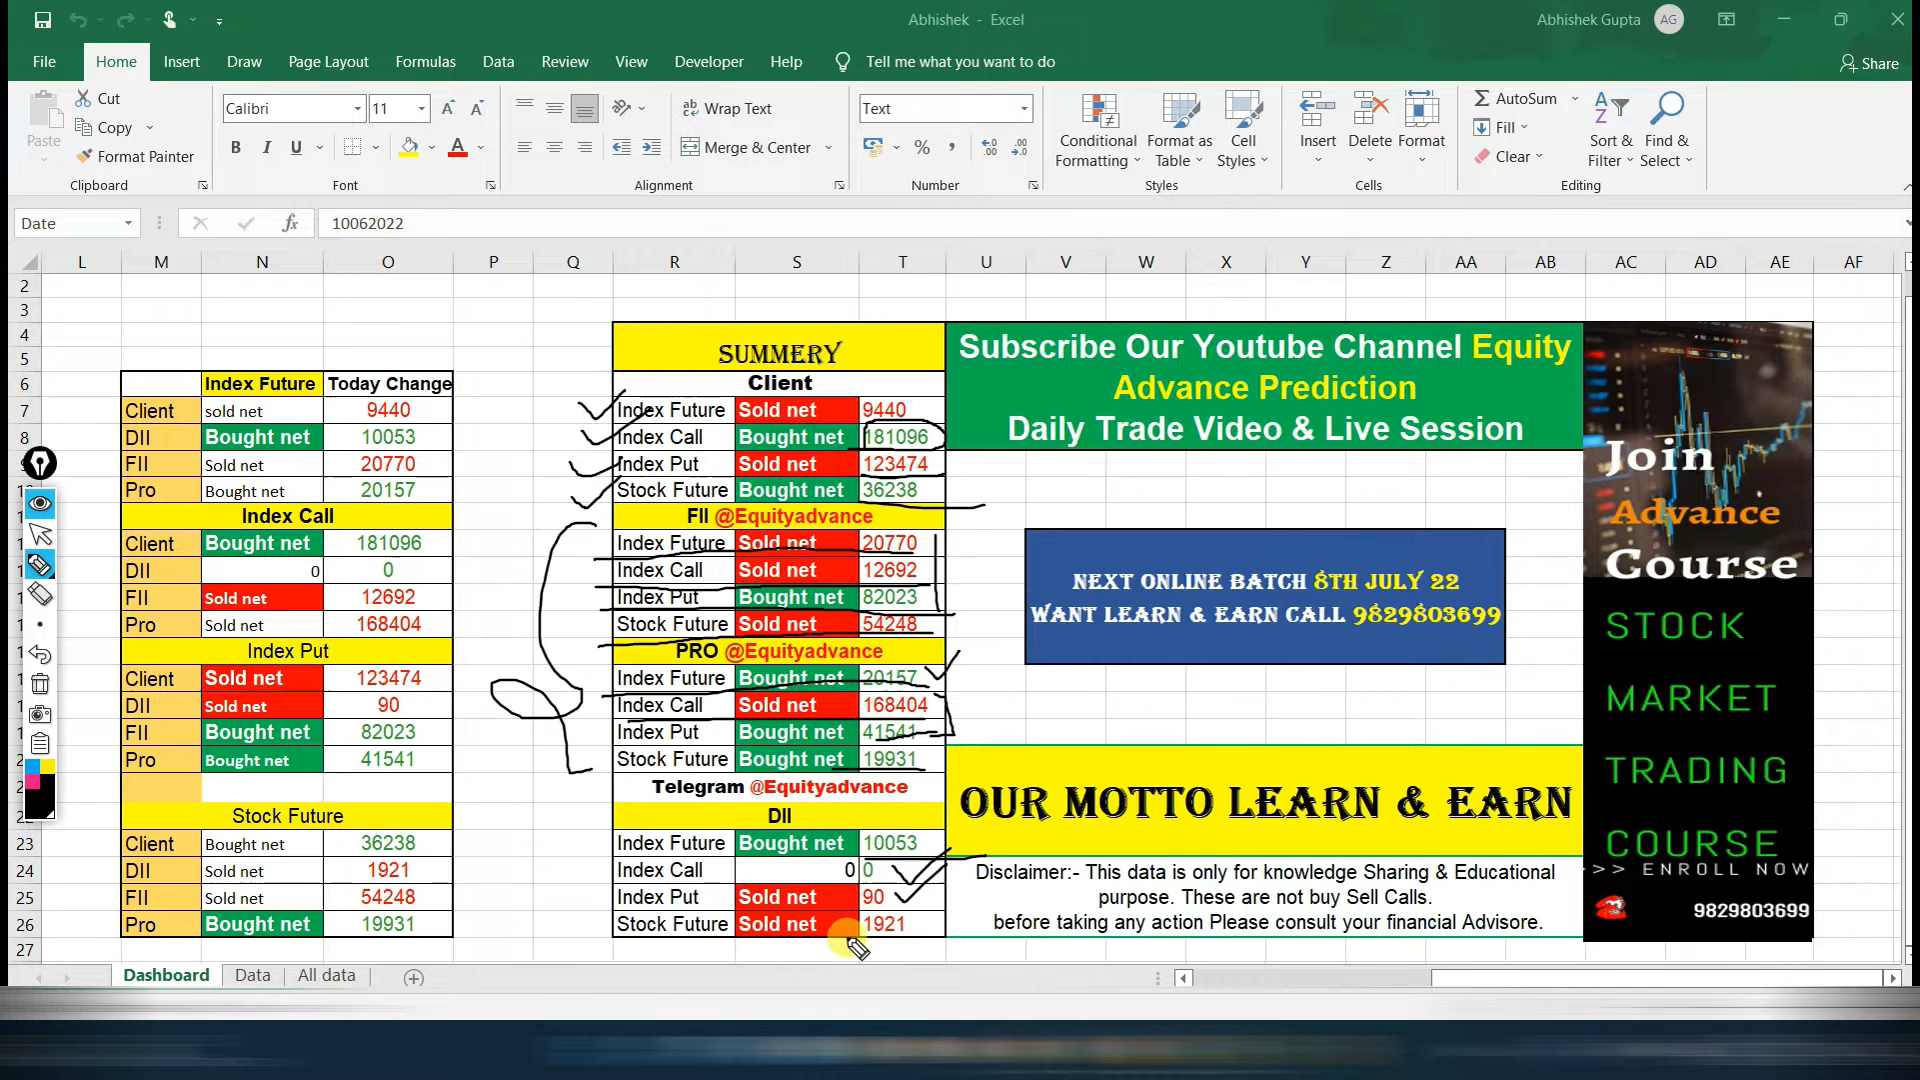 Abhishek - Excel
Abhishek Gupta AG
File Home Insert Draw Page Layout Formulas Data Review View Developer Help Tell me what you want to do Share
Paste
Cut
Copy
Format Painter
Clipboard
Calibri 11
B I U
Font
Wrap Text
Merge & Center
Alignment
Text
% ,
Number
Conditional Formatting
Format as Table
Cell Styles
Styles
Insert Delete Format
Cells
AutoSum
Fill
Clear
Sort & Filter
Find & Select
Editing
Date fx 10062022
L M N O P Q R S T U V W X Y Z AA AB AC AD AE AF
2
3
4
5
6
7
8
22
23
24
25
26
27
Index Future Today Change
Client sold net 9440
DII Bought net 10053
FII Sold net 20770
Pro Bought net 20157
Index Call
Client Bought net 181096
DII 0 0
FII Sold net 12692
Pro Sold net 168404
Index Put
Client Sold net 123474
DII Sold net 90
FII Bought net 82023
Pro Bought net 41541
Stock Future
Client Bought net 36238
DII Sold net 1921
FII Sold net 54248
Pro Bought net 19931
SUMMERY
Client
Index Future Sold net 9440
Index Call Bought net 181096
Index Put Sold net 123474
Stock Future Bought net 36238
FII @Equityadvance
Index Future Sold net 20770
Index Call Sold net 12692
Index Put Bought net 82023
Stock Future Sold net 54248
PRO @Equityadvance
Index Future Bought net 20157
Index Call Sold net 168404
Index Put Bought net 41541
Stock Future Bought net 19931
Telegram @Equityadvance
DII
Index Future Bought net 10053
Index Call 0 0
Index Put Sold net 90
Stock Future Sold net 1921
Subscribe Our Youtube Channel Equity
Advance Prediction
Daily Trade Video & Live Session
NEXT ONLINE BATCH 8TH JULY 22
WANT LEARN & EARN CALL 9829803699
OUR MOTTO LEARN & EARN
Disclaimer:- This data is only for knowledge Sharing & Educational
purpose. These are not buy Sell Calls.
before taking any action Please consult your financial Advisore.
Join
Advance
Course
STOCK
MARKET
TRADING
COURSE
>> ENROLL NOW
9829803699
Dashboard Data All data